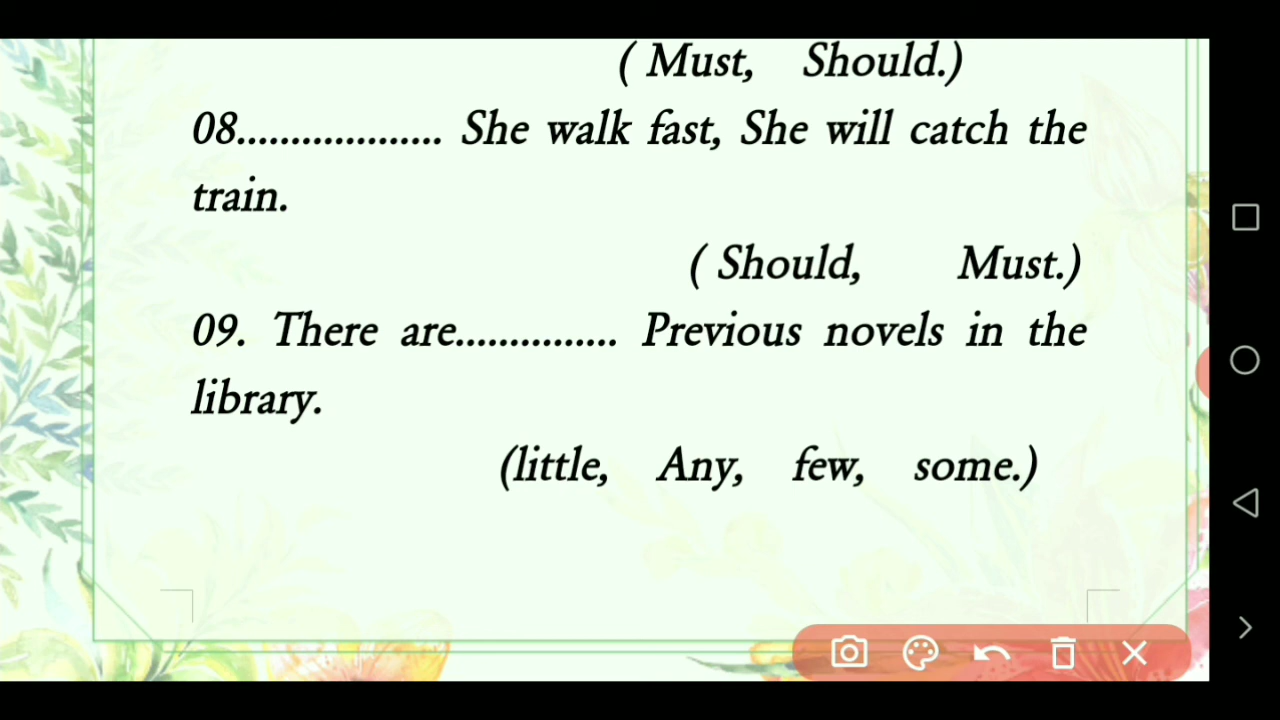 ( Must, Should.)
08................... She walk fast, She will catch the
train.
( Should, Must.)
09. There are............... Previous novels in the
library.
(little, Any, few, some.)